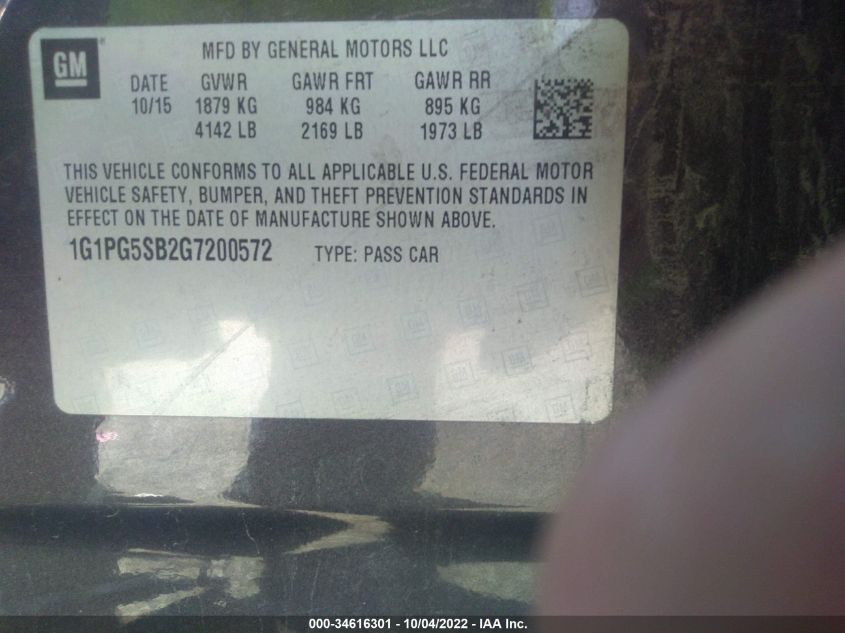 GM
MFD BY GENERAL MOTORS LLC
DATE GVWR GAWR FRT GAWR RR
10/15 1879 KG 984 KG 895 KG
4142 LB 2169 LB 1973 LB
THIS VEHICLE CONFORMS TO ALL APPLICABLE U.S. FEDERAL MOTOR
VEHICLE SAFETY, BUMPER, AND THEFT PREVENTION STANDARDS IN
EFFECT ON THE DATE OF MANUFACTURE SHOWN ABOVE.
1G1PG5SB2G7200572 TYPE: PASS CAR
000-34616301 - 10/04/2022 - IAA Inc.